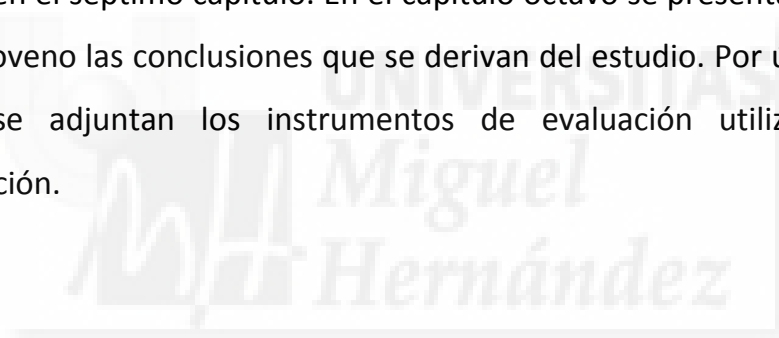 en el séptimo capítulo. En el capítulo octavo se present
oveno las conclusiones que se derivan del estudio. Por u
UNIVERSITAS
se adjuntan los instrumentos de evaluación utiliz
Miguel
ción.
Hernández